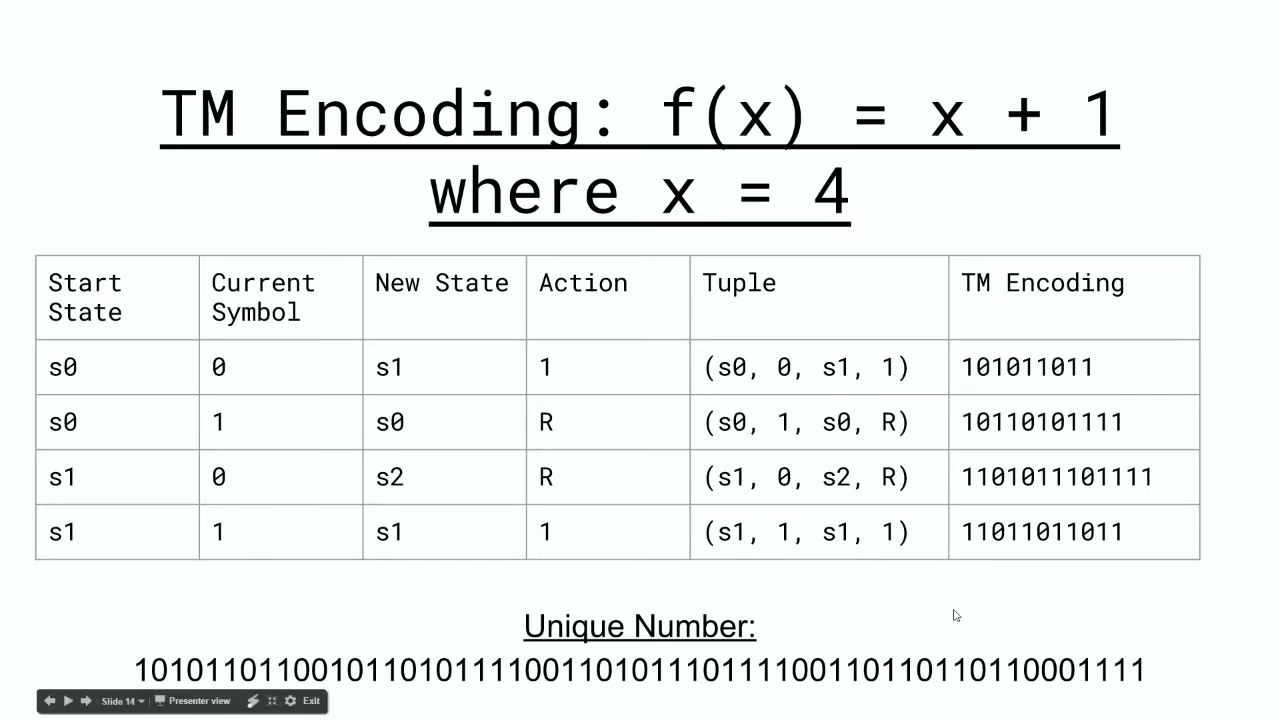 TM Encoding: f(x) = x + 1
where x = 4
Start State Current Symbol New State Action Tuple TM Encoding
s0 0 s1 1 (s0, 0, s1, 1) 101011011
s0 1 s0 R (s0, 1, s0, R) 10110101111
s1 0 s2 R (s1, 0, s2, R) 1101011101111
s1 1 s1 1 (s1, 1, s1, 1) 11011011011
Unique Number:
101011011001011010111100110101110111100110110110110001111
Slide 14 Presenter view Exit